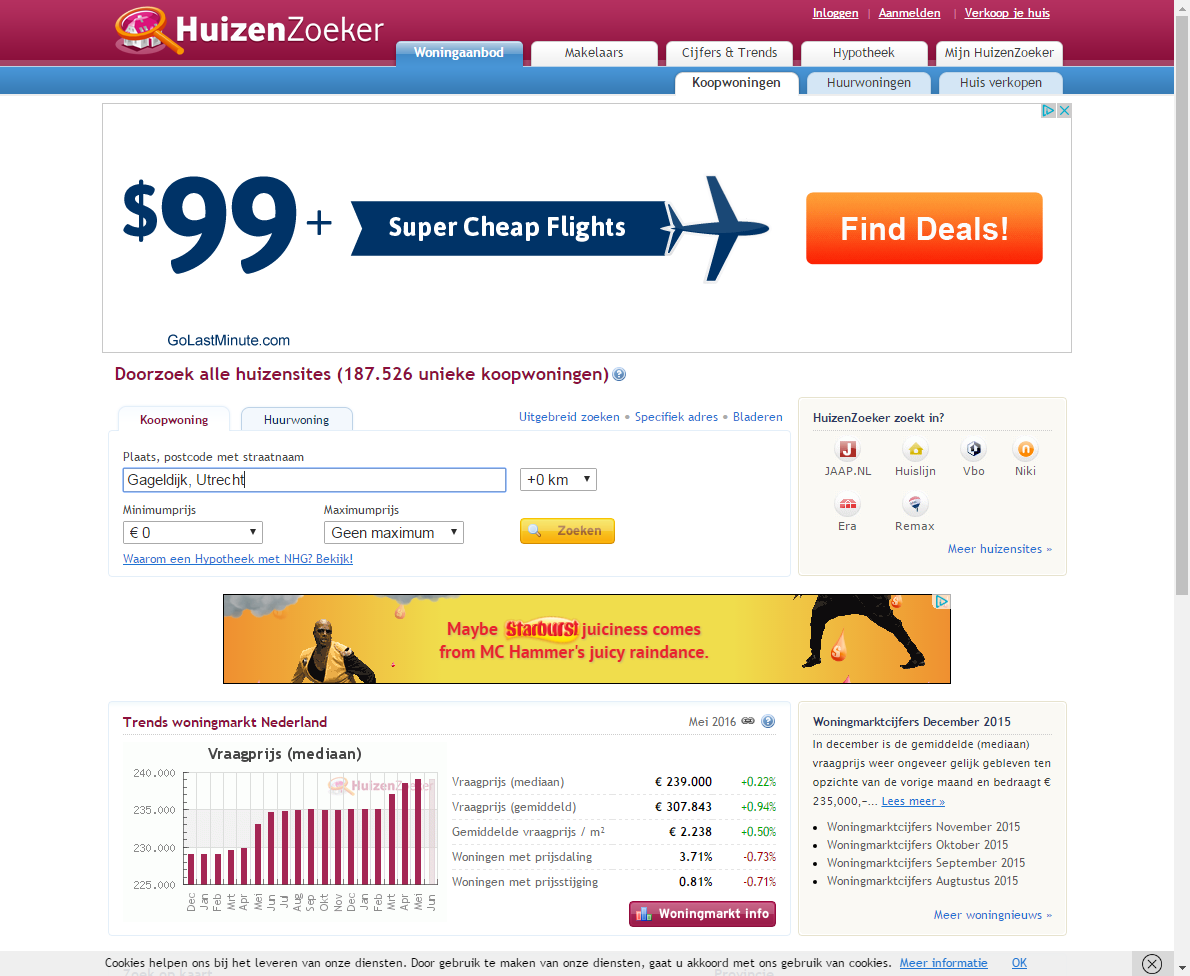 Inloggen | Aanmelden | Verkoop je huis
HuizenZoeker
Woningaanbod Makelaars Cijfers & Trends Hypotheek Mijn HuizenZoeker
Koopwoningen Huurwoningen Huis verkopen
$99+ Super Cheap Flights Find Deals!
GoLastMinute.com
Doorzoek alle huizensites (187.526 unieke koopwoningen)
Koopwoning Huurwoning
Uitgebreid zoeken • Specifiek adres • Bladeren
Plaats, postcode met straatnaam
Gageldijk, Utrecht +0 km
Minimumprijs Maximumprijs
€ 0 Geen maximum Zoeken
Waarom een Hypotheek met NHG? Bekijk!
HuizenZoeker zoekt in?
JAAP.NL Huislijn Vbo Niki
Era Remax
Meer huizensites »
Maybe Starburst juiciness comes
from MC Hammer's juicy raindance.
Trends woningmarkt Nederland Mei 2016
Vraagprijs (mediaan)
HuizenZoeker
240.000
235.000
230.000
225.000
Dec Jan Feb Mrt Apr Mei Jun Jul Aug Sep Okt Nov Dec Jan Feb Mrt Apr Mei Jun
Vraagprijs (mediaan) € 239.000 +0.22%
Vraagprijs (gemiddeld) € 307.843 +0.94%
Gemiddelde vraagprijs / m² € 2.238 +0.50%
Woningen met prijsdaling 3.71% -0.73%
Woningen met prijsstijging 0.81% -0.71%
Woningmarkt info
Woningmarktcijfers December 2015
In december is de gemiddelde (mediaan)
vraagprijs weer ongeveer gelijk gebleven ten
opzichte van de vorige maand en bedraagt €
235,000,-... Lees meer »
Woningmarktcijfers November 2015
Woningmarktcijfers Oktober 2015
Woningmarktcijfers September 2015
Woningmarktcijfers Augtustus 2015
Meer woningnieuws »
Cookies helpen ons bij het leveren van onze diensten. Door gebruik te maken van onze diensten, gaat u akkoord met ons gebruik van cookies. Meer informatie OK
Zoek op kaart Provincie